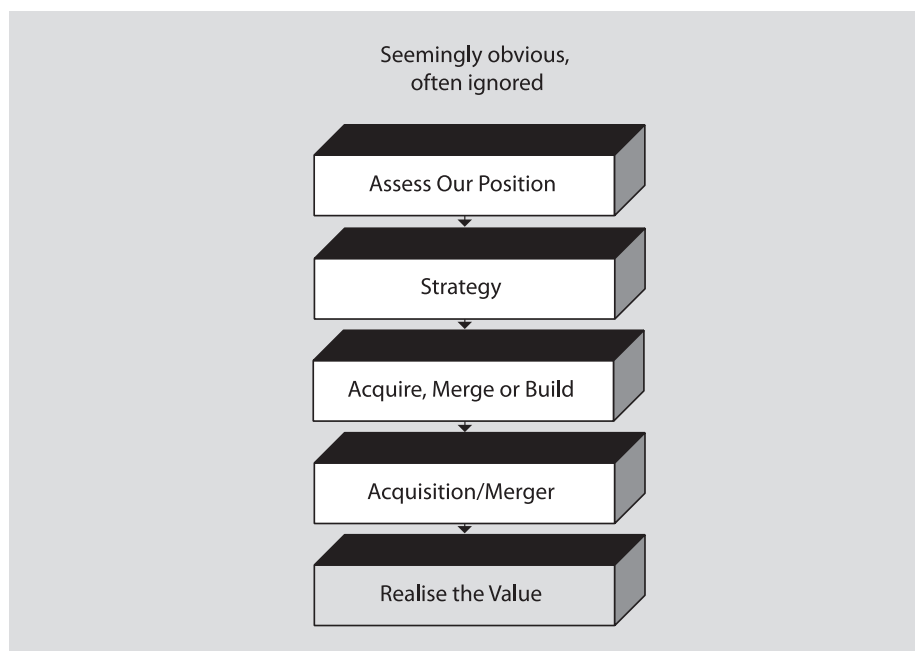 Seemingly obvious,
often ignored
Assess Our Position
Strategy
Acquire, Merge or Build
Acquisition/Merger
Realise the Value